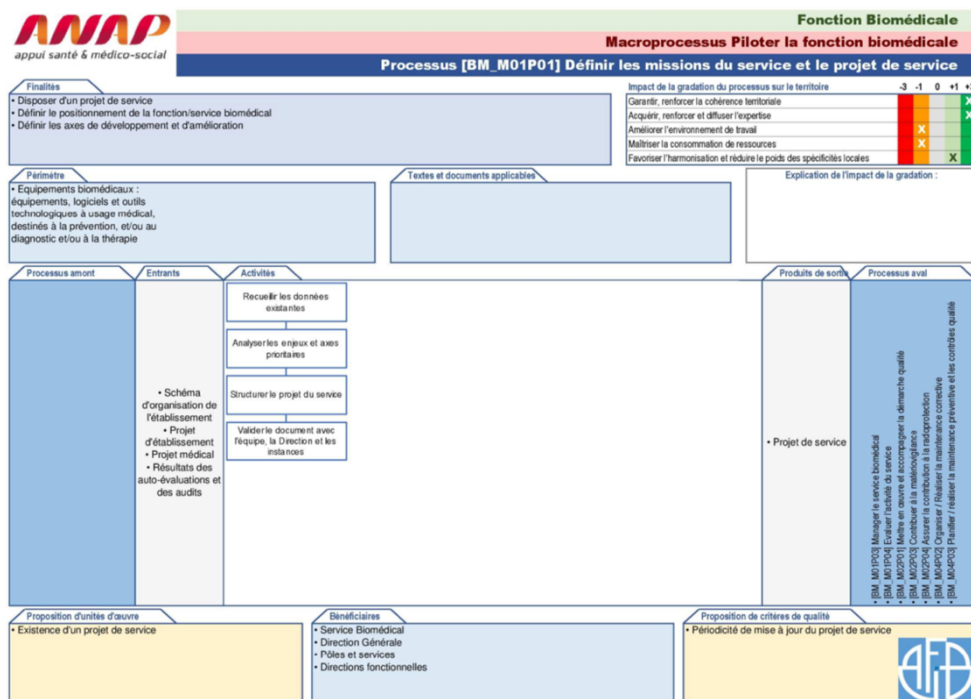 ANAP
appui santé & médico-social
Fonction Biomédicale
Macroprocessus Piloter la fonction biomédicale
Processus [BM_M01P01] Définir les missions du service et le projet de service
Finalités
• Disposer d'un projet de service
• Définir le positionnement de la fonction/service biomédical
• Définir les axes de développement et d'amélioration
Impact de la gradation du processus sur le territoire
-3 -1 0 +1
Garantir, renforcer la cohérence territoriale X
Acquérir, renforcer et diffuser l'expertise X
Améliorer l'environnement de travail X
Maîtriser la consommation de ressources X
Favoriser l'harmonisation et réduire le poids des spécificités locales X
Périmètre
• Equipements biomédicaux :
équipements, logiciels et outils
technologiques à usage médical,
destinés à la prévention, et/ou au
diagnostic et/ou à la thérapie
Textes et documents applicables
Explication de l'impact de la gradation :
Processus amont
Entrants
• Schéma
d'organisation de
l'établissement
• Projet
d'établissement
• Projet médical
• Résultats des
auto-évaluations et
des audits
Activités
Recueillir les données
existantes
Analyser les enjeux et axes
prioritaires
Structurer le projet du service
Valider le document avec
l'équipe, la Direction et les
instances
Produits de sortie
• Projet de service
Processus aval
• [BM_M01P03] Manager le service biomédical
• [BM_M01P04] Evaluer l'activité du service
• [BM_M02P01] Mettre en œuvre et accompagner la démarche qualité
• [BM_M02P03] Contribuer à la matériovigilance
• [BM_M02P04] Assurer la contribution à la radioprotection
• [BM_M04P02] Organiser / Réaliser la maintenance corrective
• [BM_M04P03] Planifier / réaliser la maintenance préventive et les contrôles qualité
Proposition d'unités d'œuvre
• Existence d'un projet de service
Bénéficiaires
• Service Biomédical
• Direction Générale
• Pôles et services
• Directions fonctionnelles
Proposition de critères de qualité
• Périodicité de mise à jour du projet de service